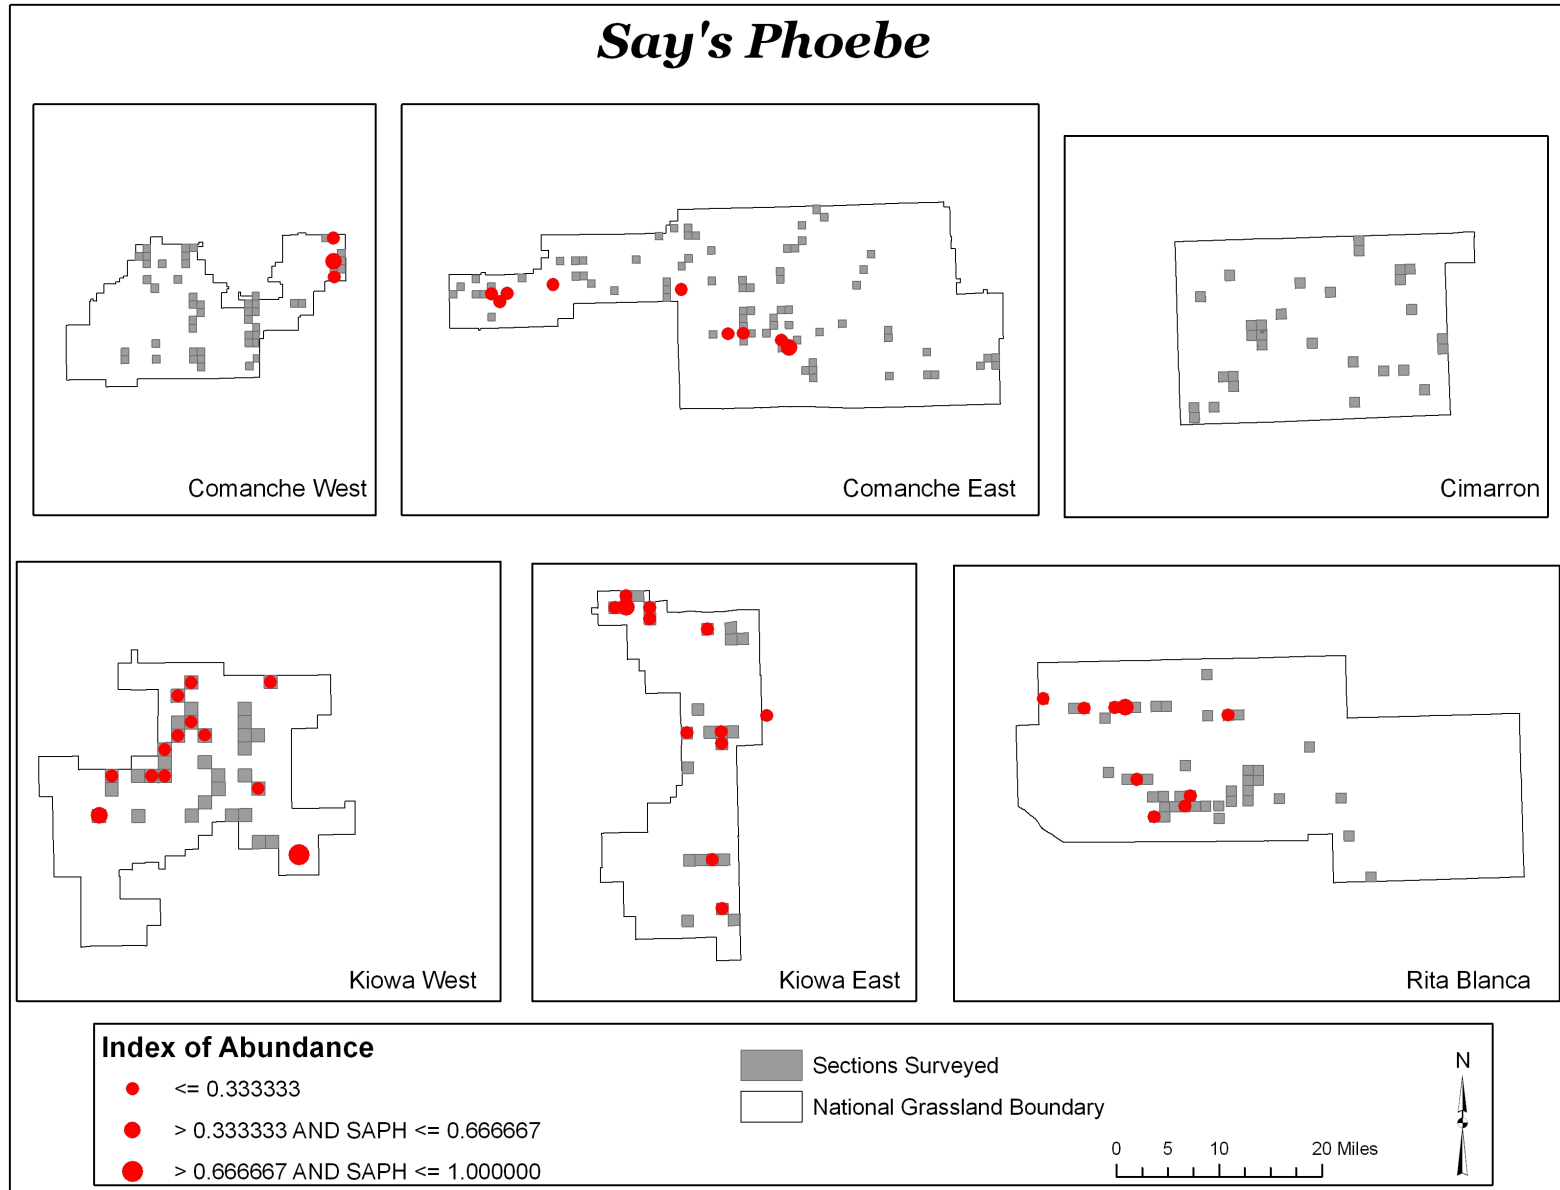 Say's Phoebe
Comanche West
Comanche East
Cimarron
Kiowa West
Kiowa East
Rita Blanca
Index of Abundance
<= 0.333333
> 0.333333 AND SAPH <= 0.666667
> 0.666667 AND SAPH <= 1.000000
Sections Surveyed
National Grassland Boundary
0 5 10 20 Miles
N